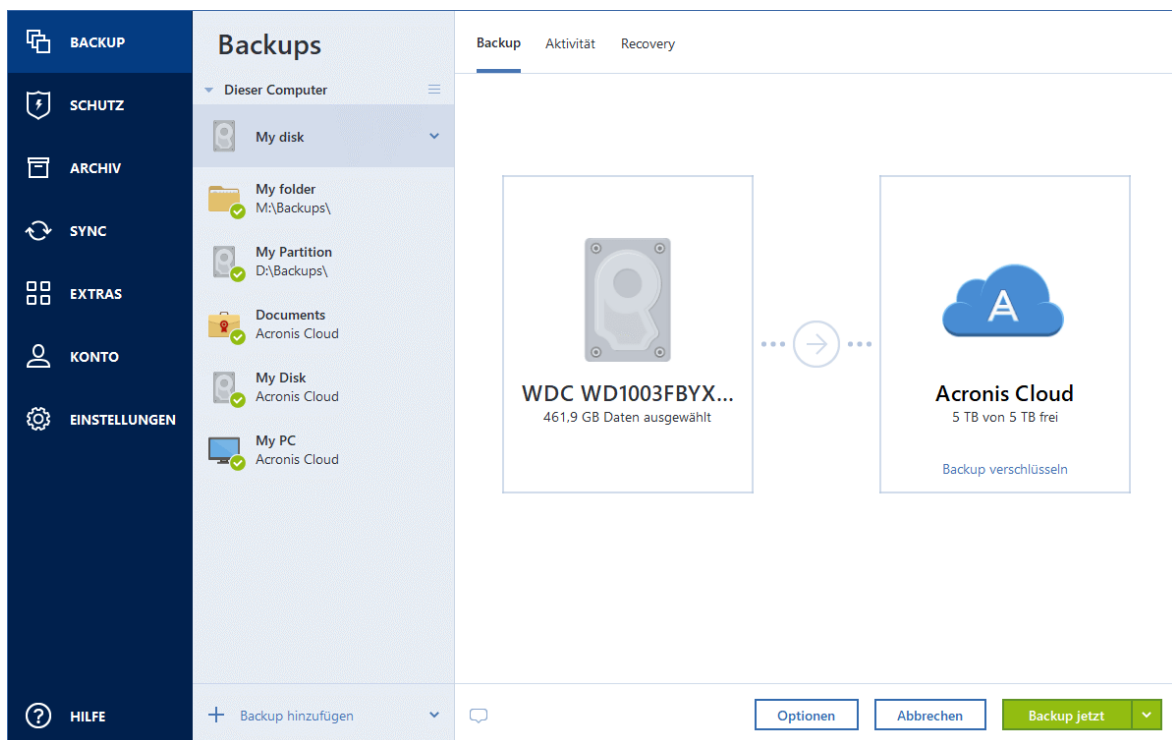 BACKUP
SCHUTZ
ARCHIV
SYNC
EXTRAS
KONTO
EINSTELLUNGEN
HILFE
Backups
Dieser Computer
My disk
My folder
M:\Backups\
My Partition
D:\Backups\
Documents
Acronis Cloud
My Disk
Acronis Cloud
My PC
Acronis Cloud
Backup hinzufügen
Backup Aktivität Recovery
WDC WD1003FBYX...
461,9 GB Daten ausgewählt
A
Acronis Cloud
5 TB von 5 TB frei
Backup verschlüsseln
Optionen Abbrechen Backup jetzt